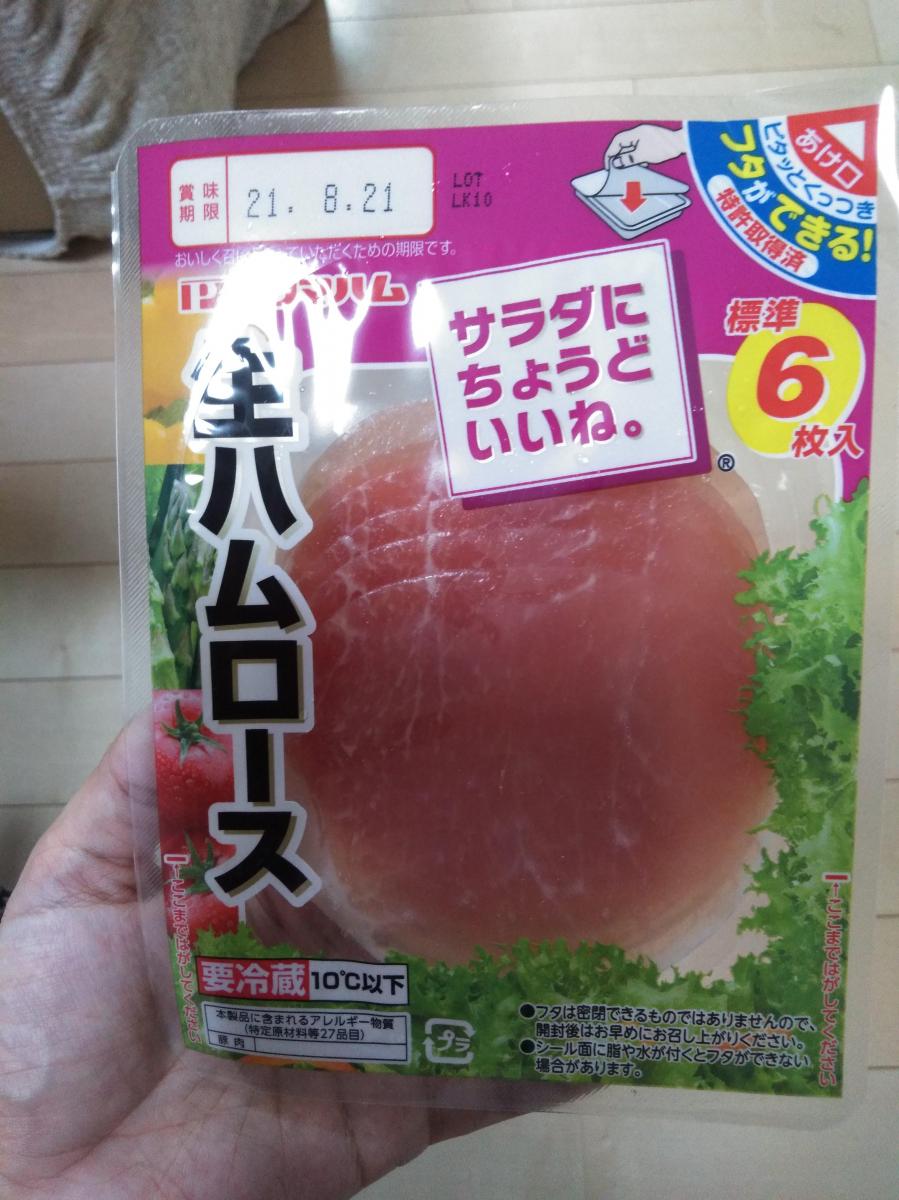 賞味
期限
21. 8.21
LOT
LK10
おいしく召し上がっていただくための期限です。
あけ口
ピタッとくっつき
フタができる!
特許取得済
サラダに
ちょうど
いいね。
®
標準
6
枚入
生ハムロース
←ここまではがしてください
←ここまではがしてください
要冷蔵 10℃以下
本製品に含まれるアレルギー物質
(特定原材料等27品目)
豚肉
プラ
●フタは密閉できるものではありませんので、
開封後はお早めにお召し上がりください。
●シール面に脂や水が付くとフタができない
場合があります。